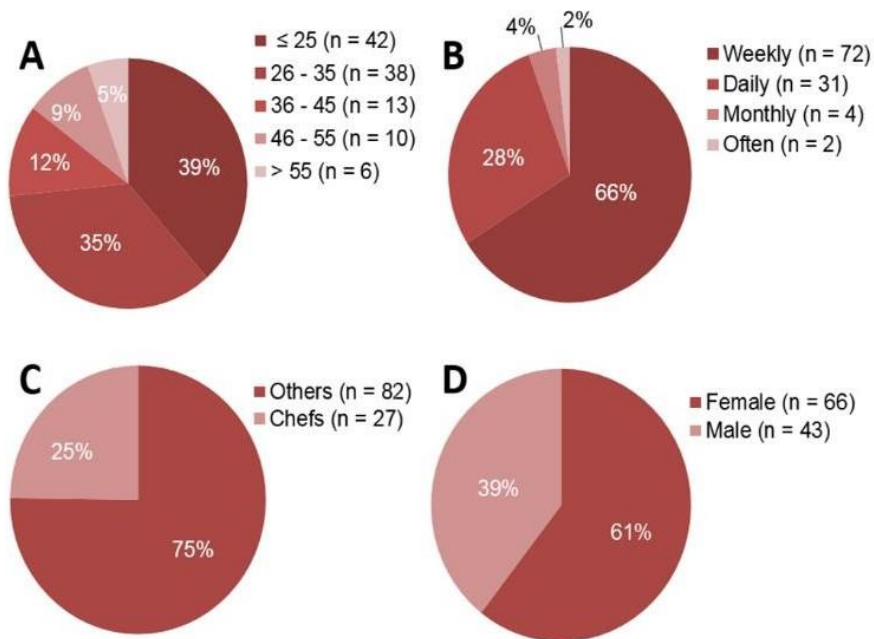 A
39%
35%
12%
9%
5%
≤ 25 (n = 42)
26 - 35 (n = 38)
36 - 45 (n = 13)
46 - 55 (n = 10)
> 55 (n = 6)
B
66%
28%
4%
2%
Weekly (n = 72)
Daily (n = 31)
Monthly (n = 4)
Often (n = 2)
C
75%
25%
Others (n = 82)
Chefs (n = 27)
D
61%
39%
Female (n = 66)
Male (n = 43)